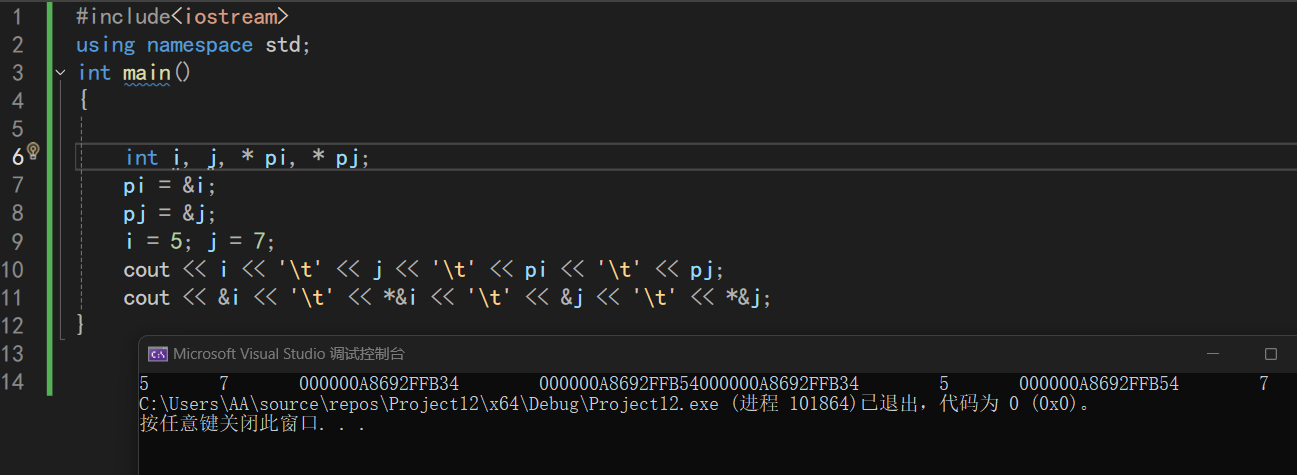 1 #include<iostream>
2 using namespace std;
3 int main()
4 {
5
6 int i, j, * pi, * pj;
7 pi = &i;
8 pj = &j;
9 i = 5; j = 7;
10 cout << i << '\t' << j << '\t' << pi << '\t' << pj;
11 cout << &i << '\t' << *&i << '\t' << &j << '\t' << *&j;
12 }
13
14
Microsoft Visual Studio 调试控制台
5 7 000000A8692FFB34 000000A8692FFB54000000A8692FFB34 5 000000A8692FFB54 7
C:\Users\AA\source\repos\Project12\x64\Debug\Project12.exe (进程 101864)已退出，代码为 0 (0x0)。
按任意键关闭此窗口. . .